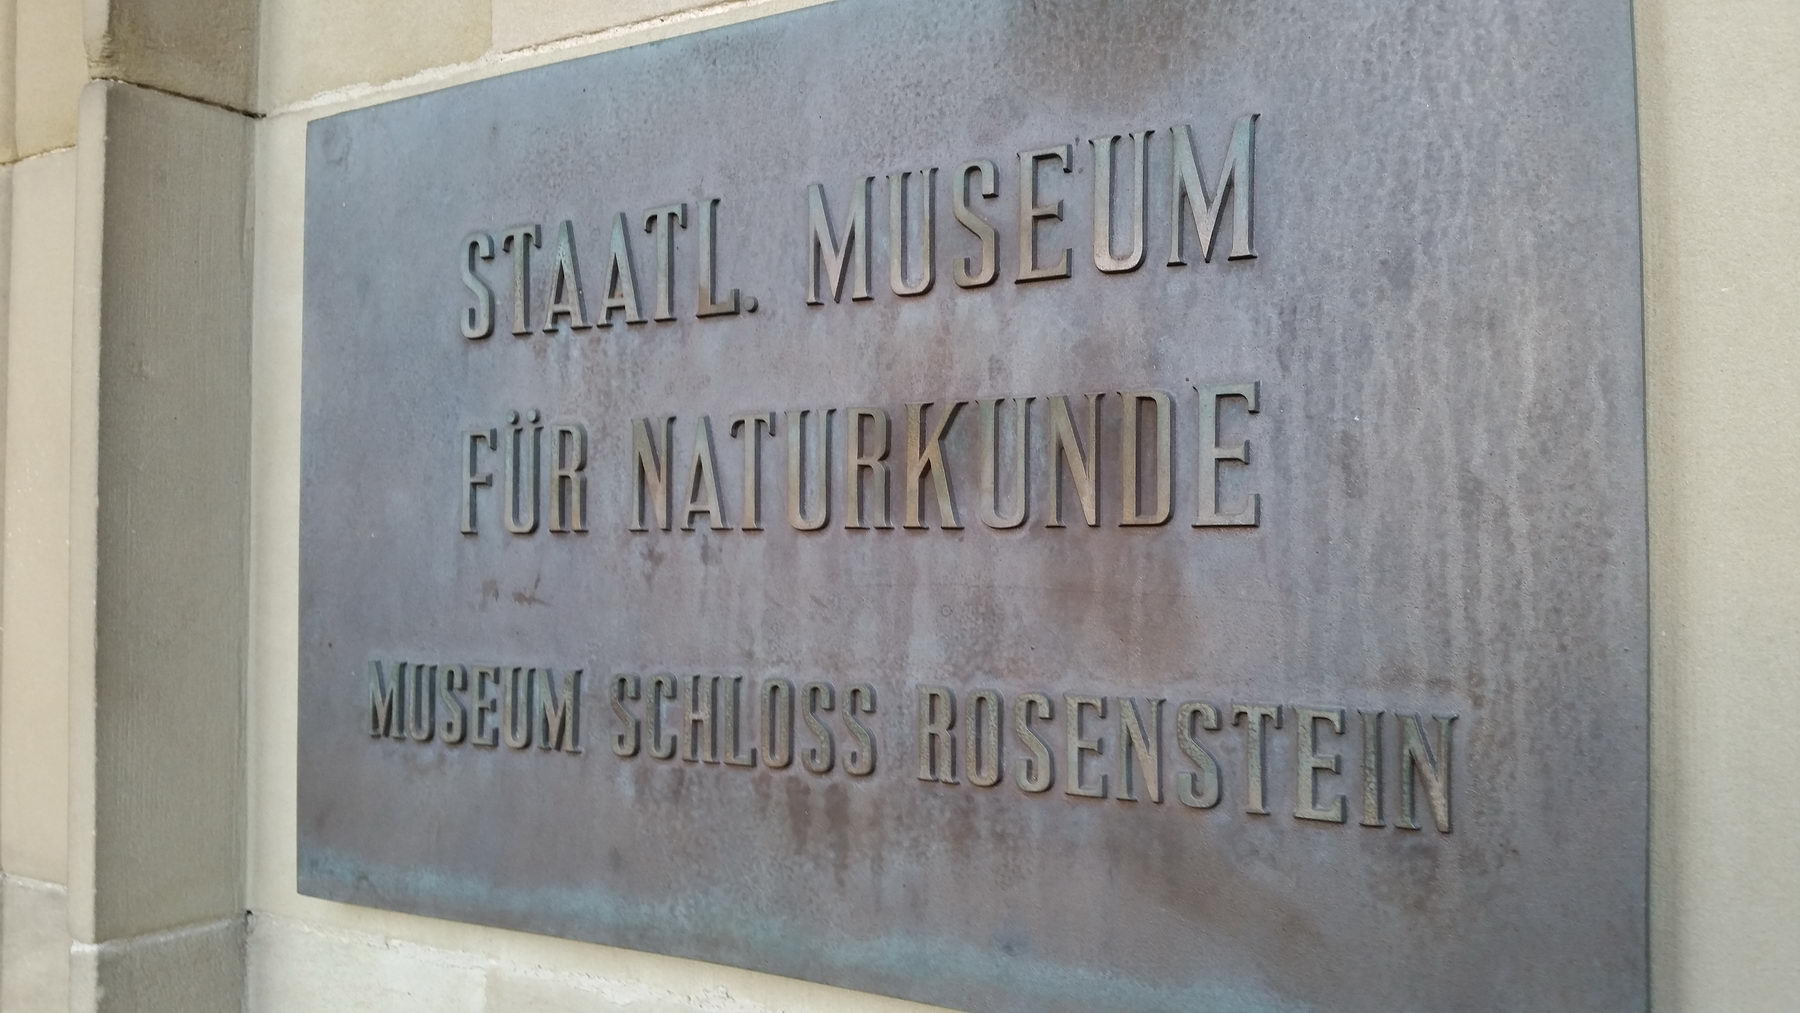 STAATL. MUSEUM
FÜR NATURKUNDE
MUSEUM SCHLOSS ROSENSTEIN